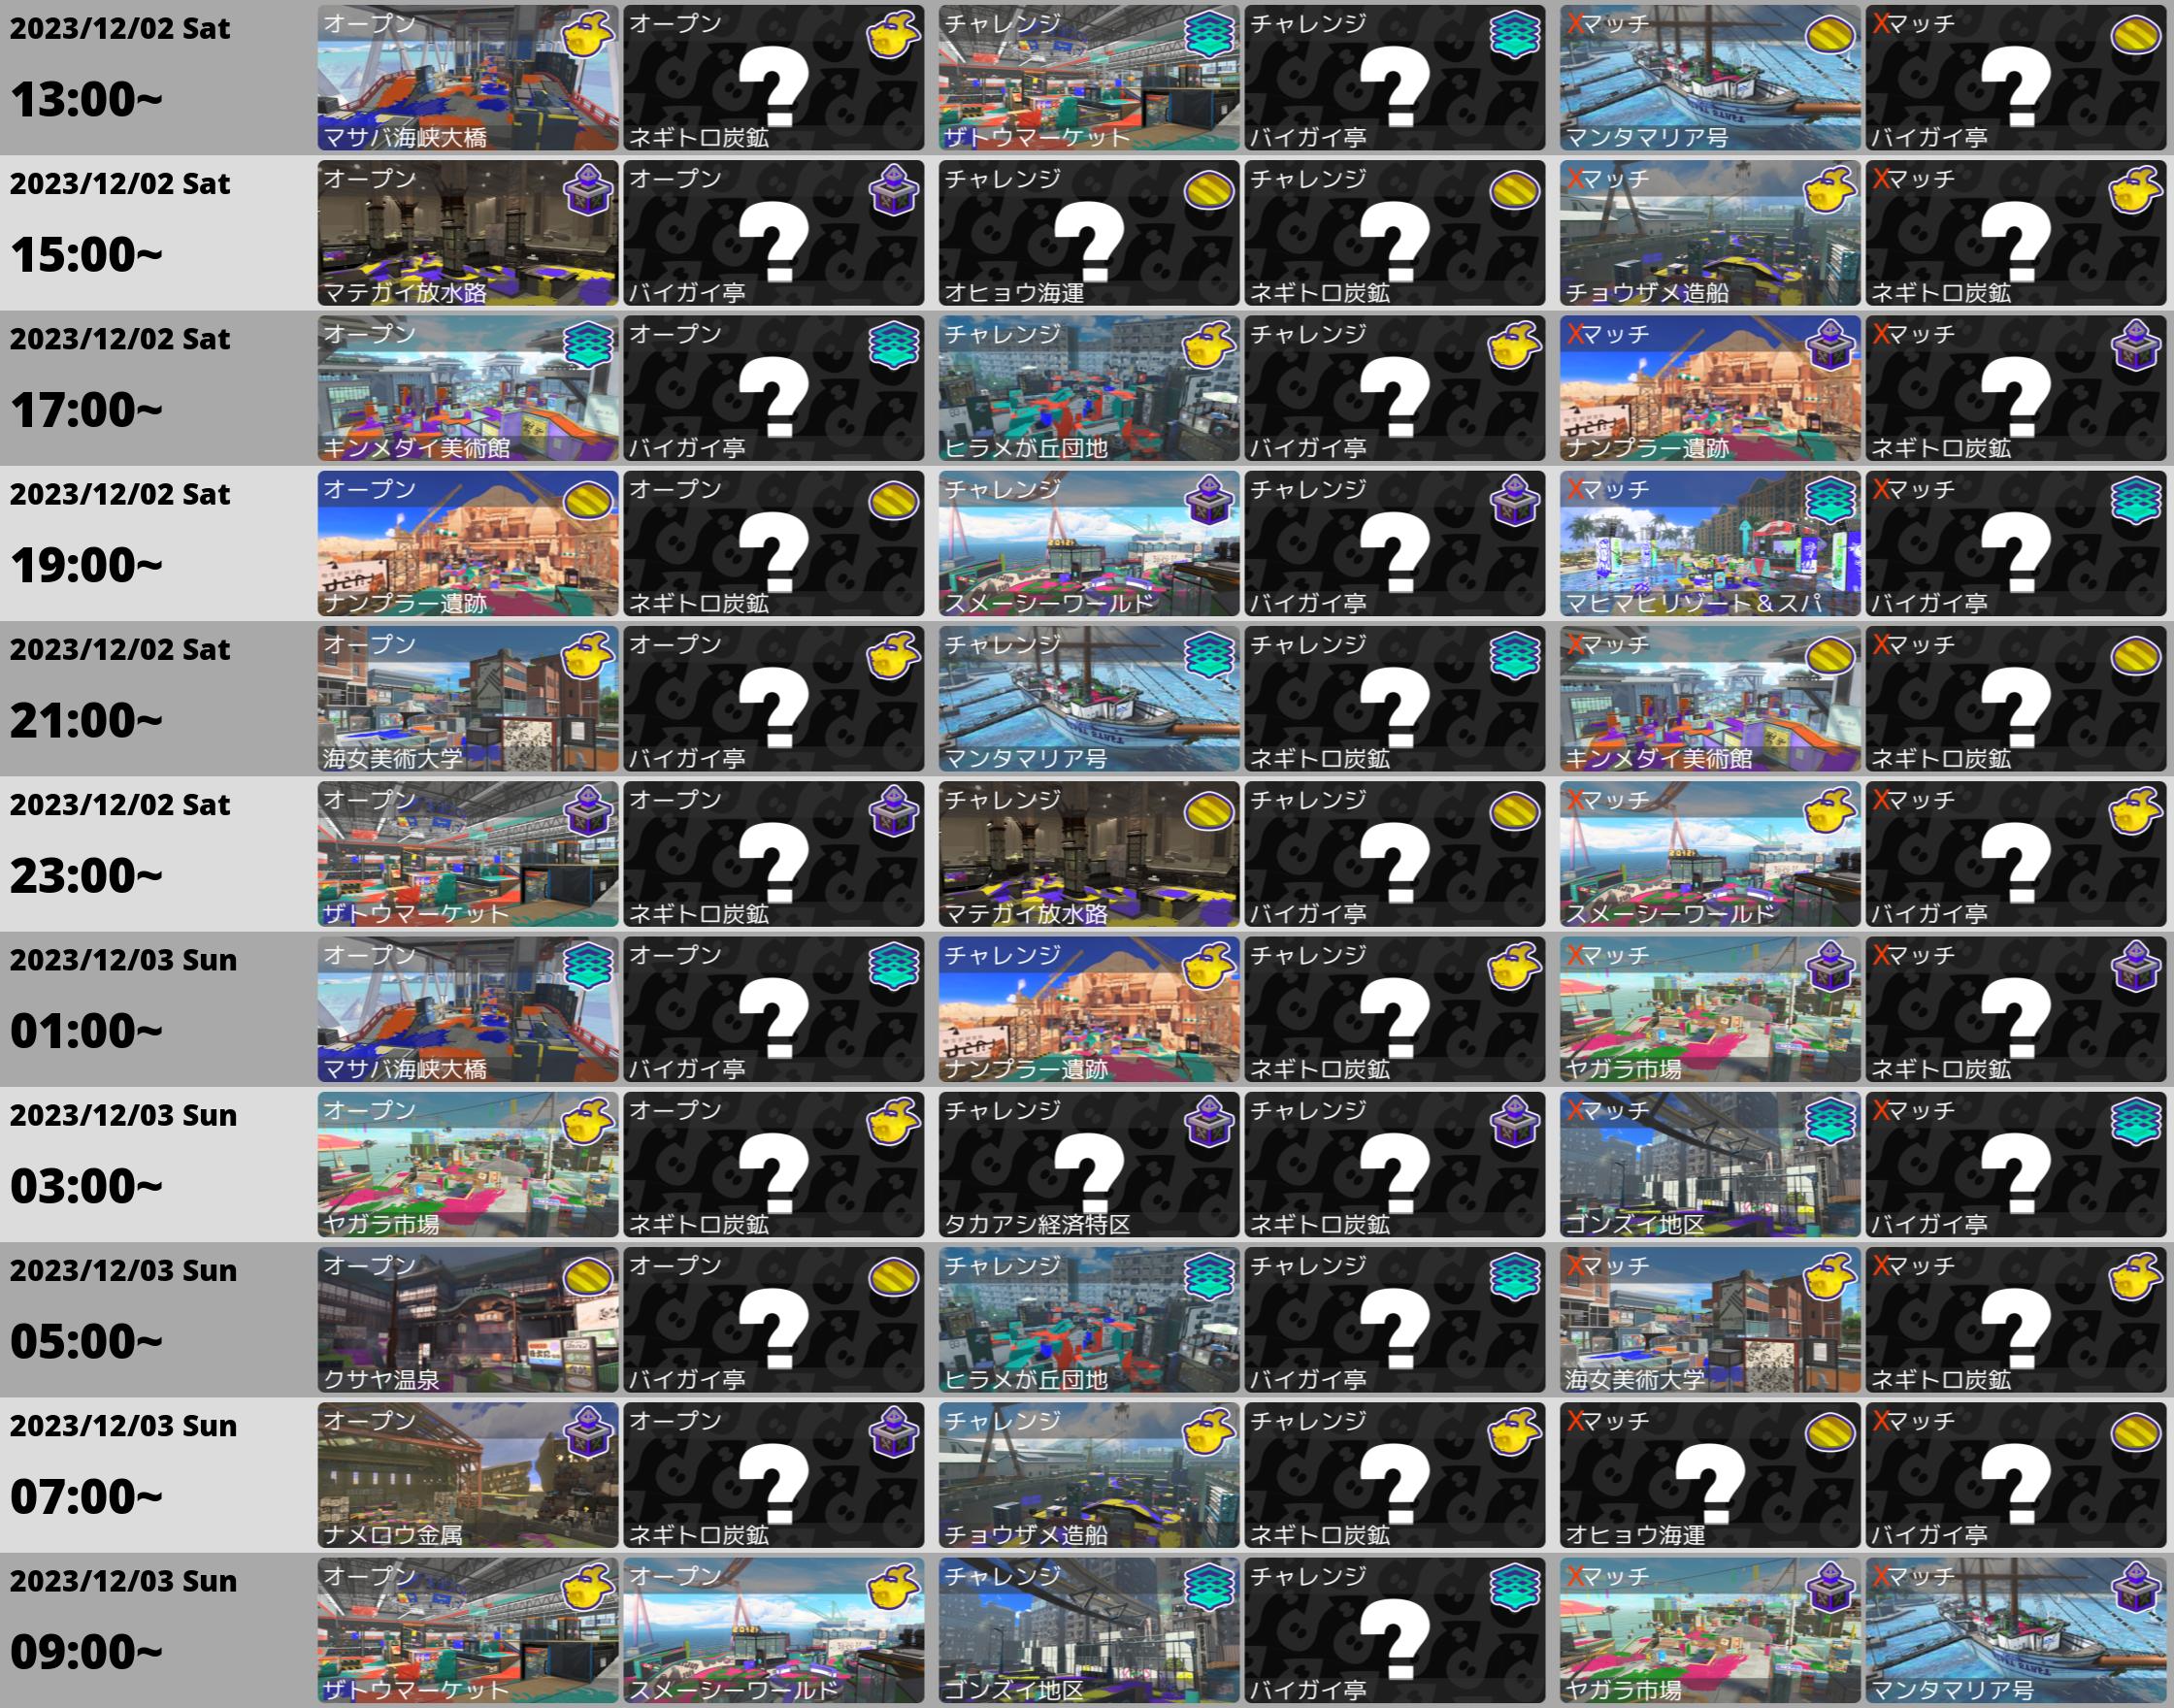 2023/12/02 Sat
13:00~
オープン
マサバ海峡大橋
オープン
ネギトロ炭鉱
チャレンジ
ザトウマーケット
チャレンジ
バイガイ亭
Xマッチ
マンタマリア号
Xマッチ
バイガイ亭
2023/12/02 Sat
15:00~
オープン
マテガイ放水路
オープン
バイガイ亭
チャレンジ
オヒョウ海運
チャレンジ
ネギトロ炭鉱
Xマッチ
チョウザメ造船
Xマッチ
ネギトロ炭鉱
2023/12/02 Sat
17:00~
オープン
キンメダイ美術館
オープン
バイガイ亭
チャレンジ
ヒラメが丘団地
チャレンジ
バイガイ亭
Xマッチ
ナンプラー遺跡
Xマッチ
ネギトロ炭鉱
2023/12/02 Sat
19:00~
オープン
ナンプラー遺跡
オープン
ネギトロ炭鉱
チャレンジ
スメーシーワールド
チャレンジ
バイガイ亭
Xマッチ
マヒマヒリゾート＆スパ
Xマッチ
バイガイ亭
2023/12/02 Sat
21:00~
オープン
海女美術大学
オープン
バイガイ亭
チャレンジ
マンタマリア号
チャレンジ
ネギトロ炭鉱
Xマッチ
キンメダイ美術館
Xマッチ
ネギトロ炭鉱
2023/12/02 Sat
23:00~
オープン
ザトウマーケット
オープン
ネギトロ炭鉱
チャレンジ
マテガイ放水路
チャレンジ
バイガイ亭
Xマッチ
スメーシーワールド
Xマッチ
バイガイ亭
2023/12/03 Sun
01:00~
オープン
マサバ海峡大橋
オープン
バイガイ亭
チャレンジ
ナンプラー遺跡
チャレンジ
ネギトロ炭鉱
Xマッチ
ヤガラ市場
Xマッチ
ネギトロ炭鉱
2023/12/03 Sun
03:00~
オープン
ヤガラ市場
オープン
ネギトロ炭鉱
チャレンジ
タカアシ経済特区
チャレンジ
ネギトロ炭鉱
Xマッチ
ゴンズイ地区
Xマッチ
バイガイ亭
2023/12/03 Sun
05:00~
オープン
クサヤ温泉
オープン
バイガイ亭
チャレンジ
ヒラメが丘団地
チャレンジ
バイガイ亭
Xマッチ
海女美術大学
Xマッチ
ネギトロ炭鉱
2023/12/03 Sun
07:00~
オープン
ナメロウ金属
オープン
ネギトロ炭鉱
チャレンジ
チョウザメ造船
チャレンジ
ネギトロ炭鉱
Xマッチ
オヒョウ海運
Xマッチ
バイガイ亭
2023/12/03 Sun
09:00~
オープン
ザトウマーケット
オープン
スメーシーワールド
チャレンジ
ゴンズイ地区
チャレンジ
バイガイ亭
Xマッチ
ヤガラ市場
Xマッチ
マンタマリア号